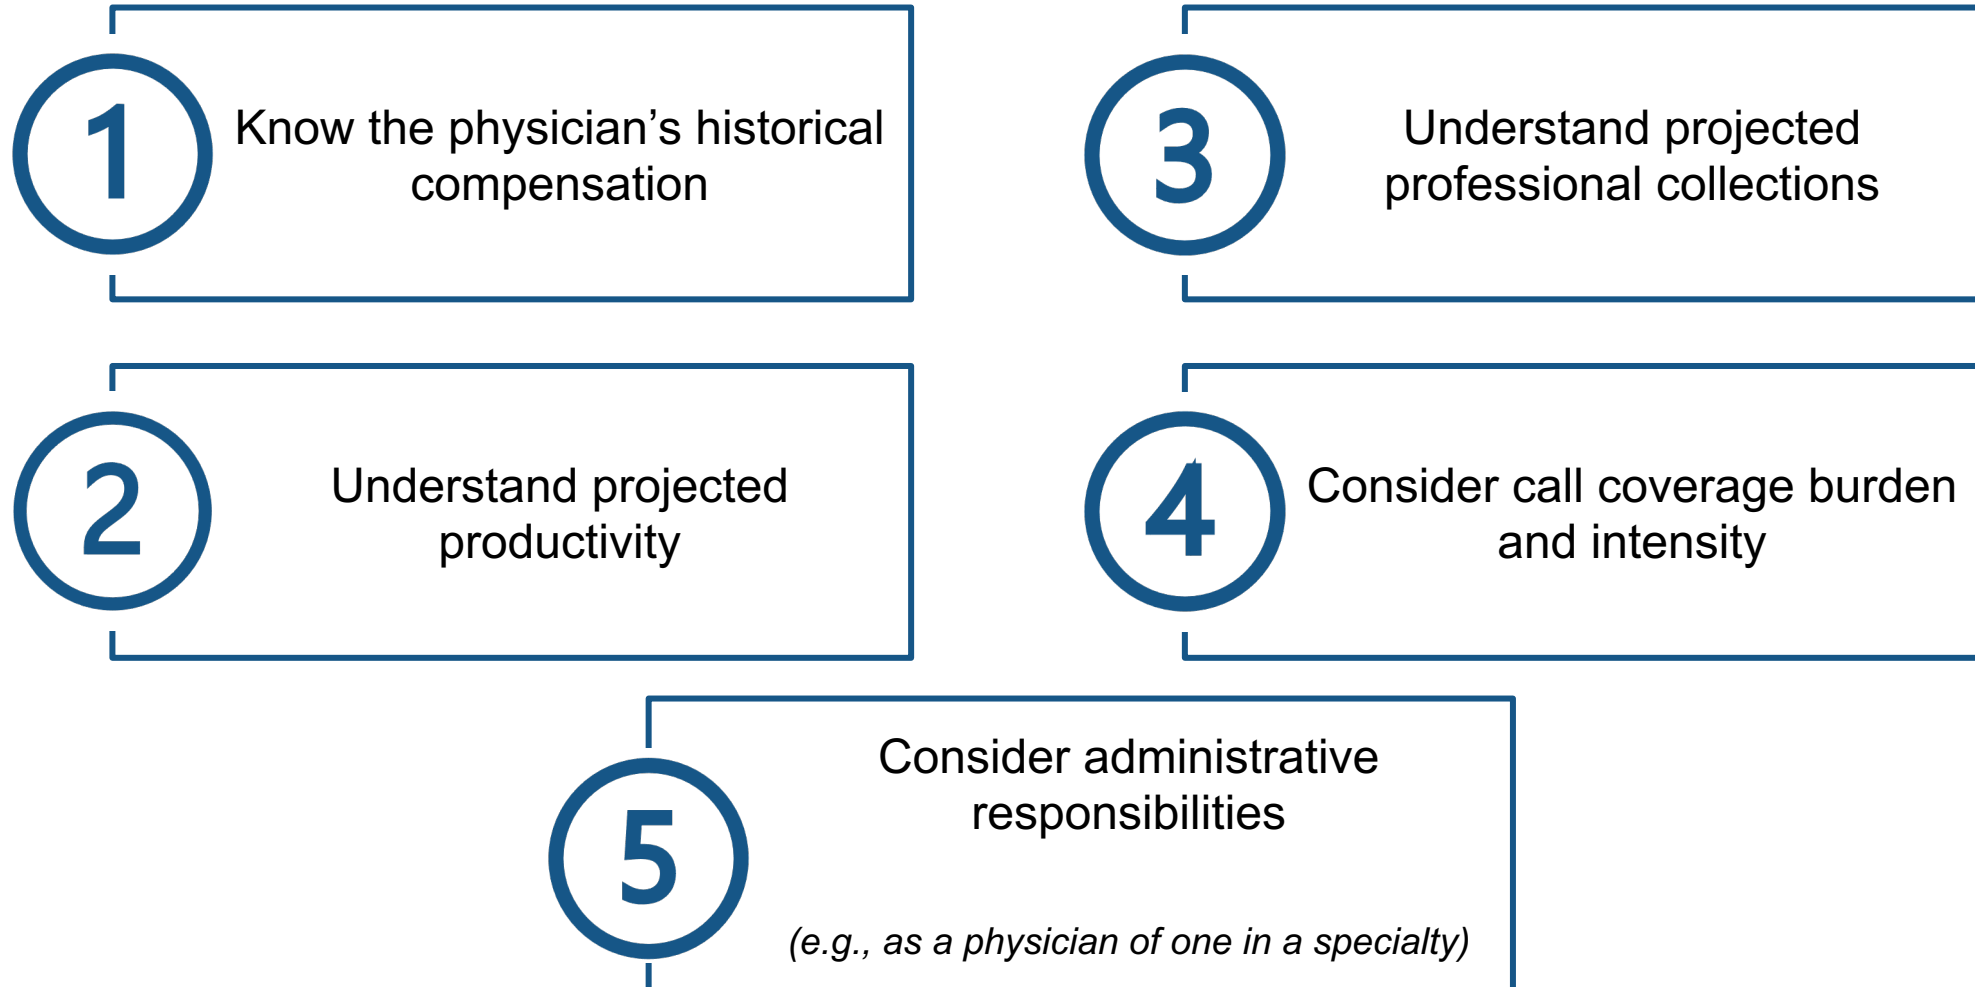 1
Know the physician’s historical
compensation
2
Understand projected
productivity
3
Understand projected
professional collections
4
Consider call coverage burden
and intensity
5
Consider administrative
responsibilities
(e.g., as a physician of one in a specialty)